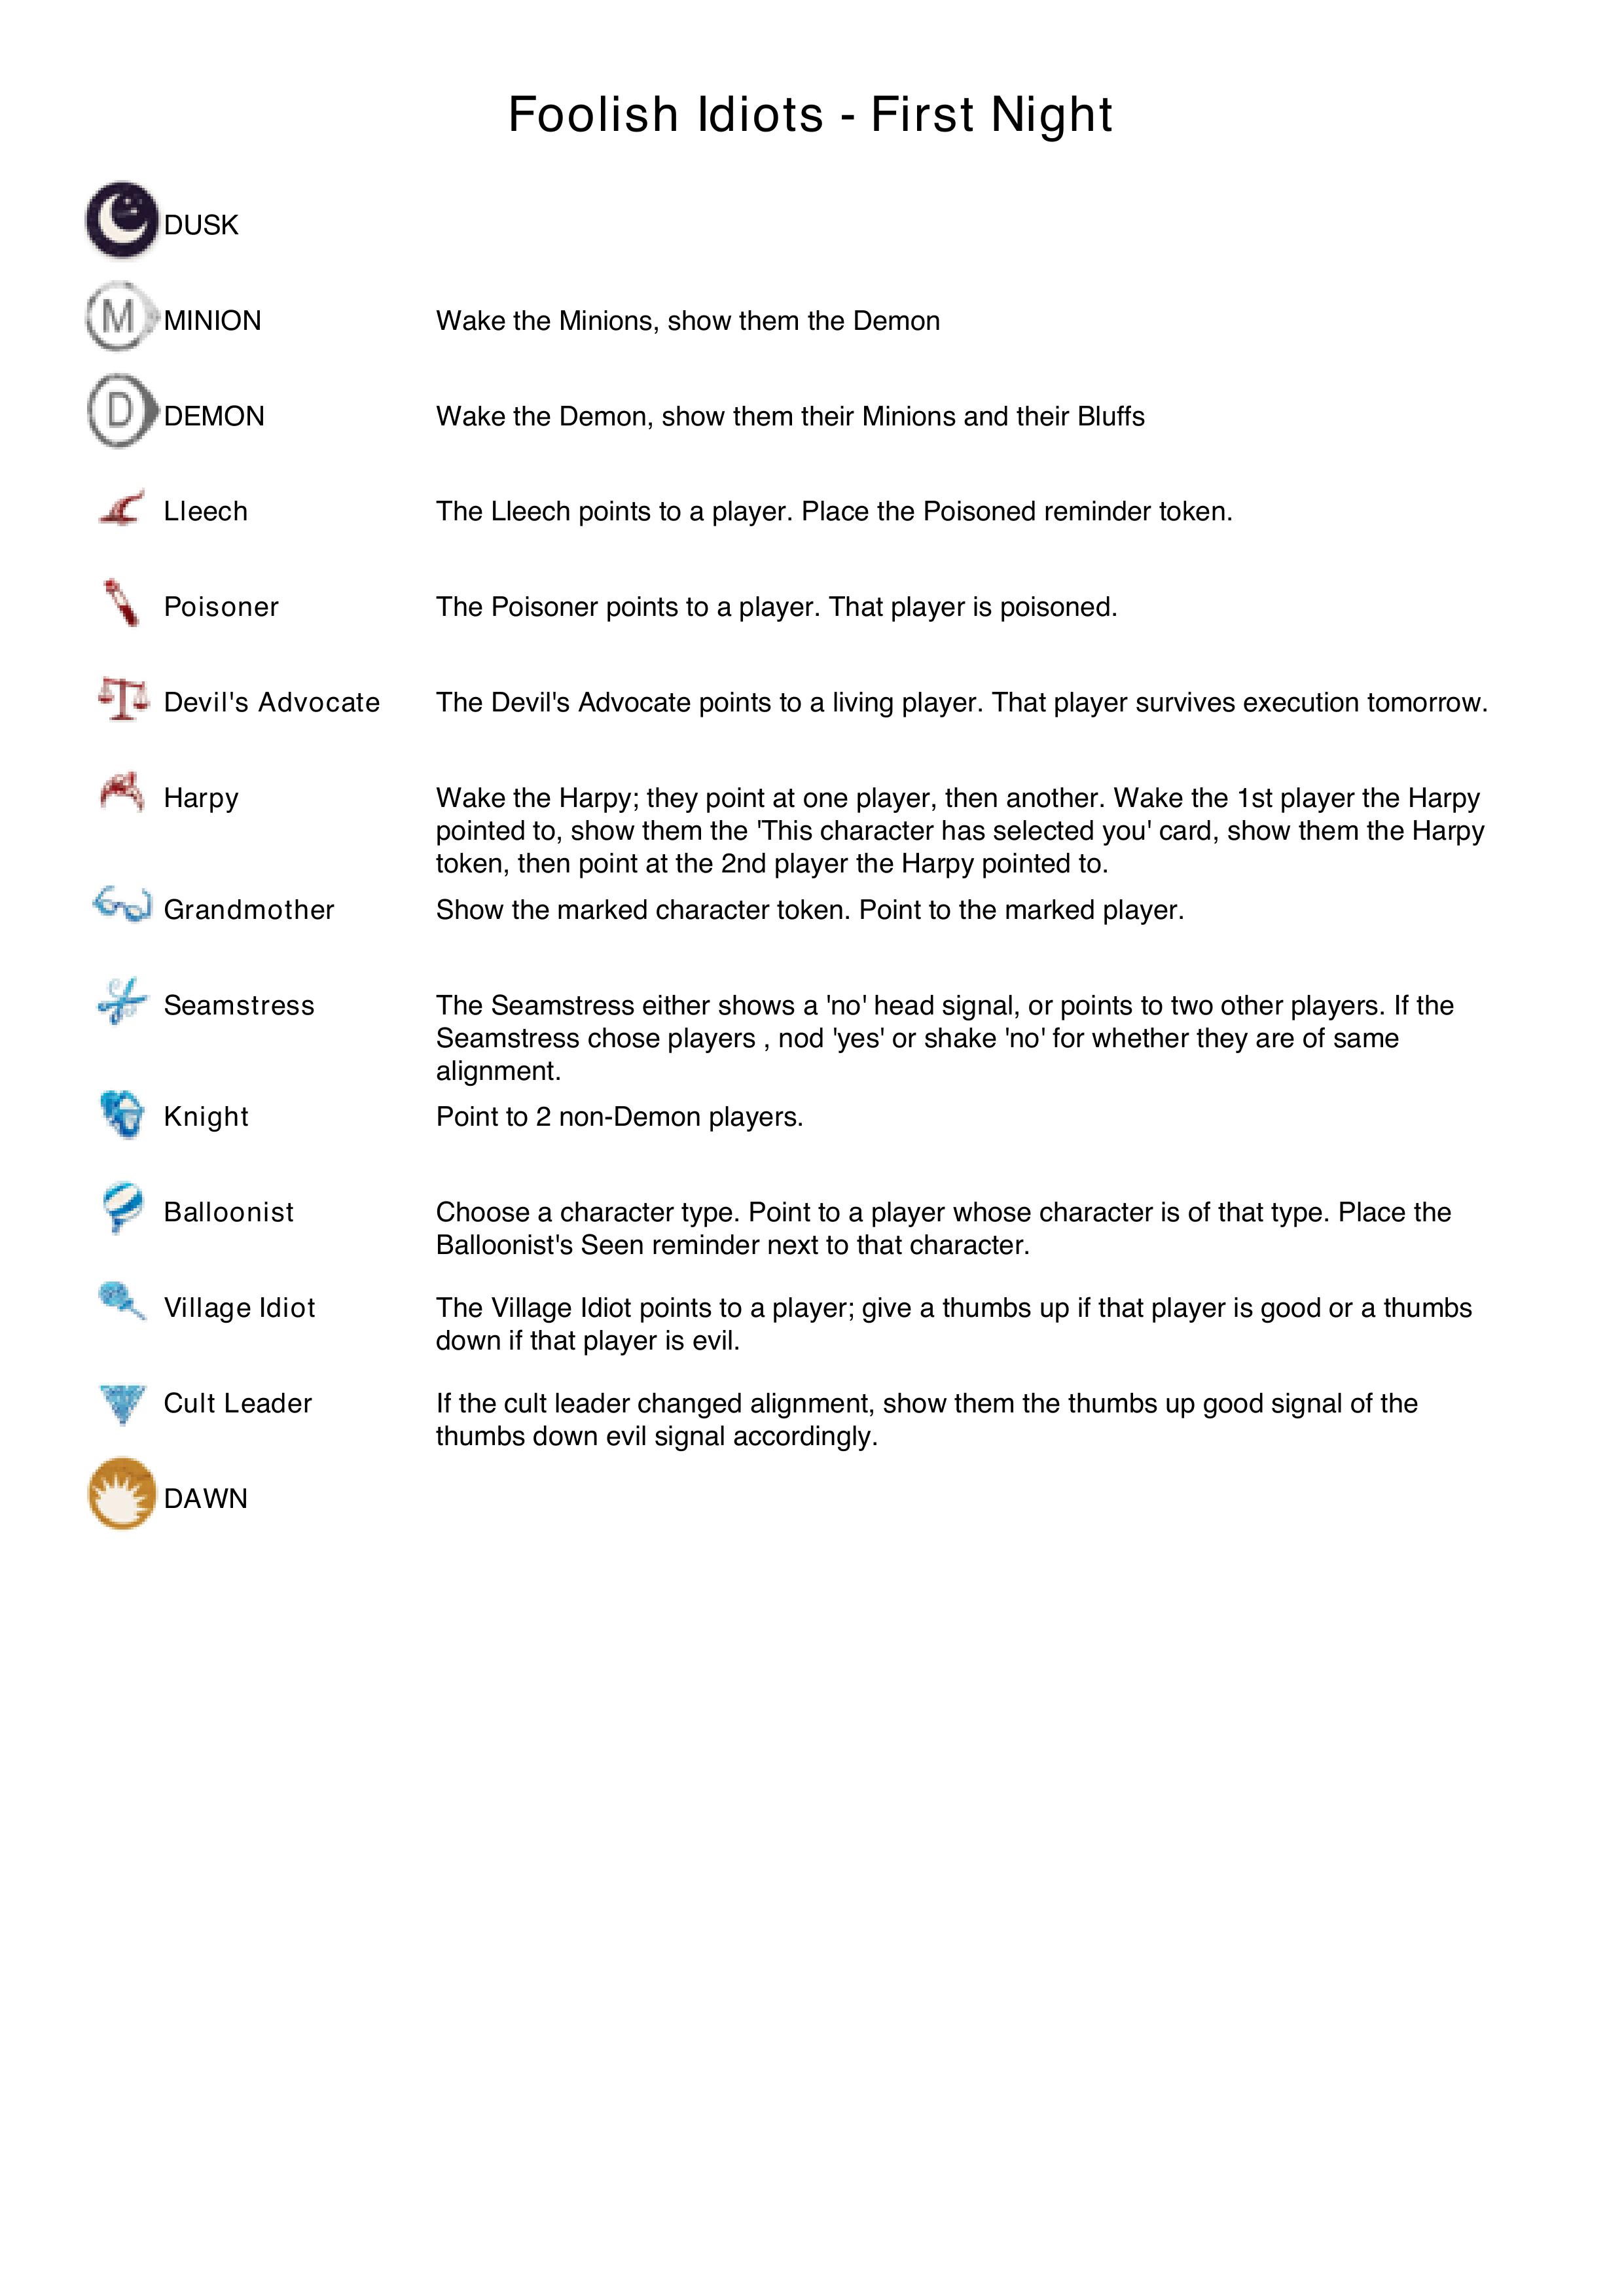 Foolish Idiots - First Night
DUSK
M MINION Wake the Minions, show them the Demon
D DEMON Wake the Demon, show them their Minions and their Bluffs
Lleech The Lleech points to a player. Place the Poisoned reminder token.
Poisoner The Poisoner points to a player. That player is poisoned.
Devil's Advocate The Devil's Advocate points to a living player. That player survives execution tomorrow.
Harpy Wake the Harpy; they point at one player, then another. Wake the 1st player the Harpy
pointed to, show them the 'This character has selected you' card, show them the Harpy
token, then point at the 2nd player the Harpy pointed to.
Grandmother Show the marked character token. Point to the marked player.
Seamstress The Seamstress either shows a 'no' head signal, or points to two other players. If the
Seamstress chose players , nod 'yes' or shake 'no' for whether they are of same
alignment.
Knight Point to 2 non-Demon players.
Balloonist Choose a character type. Point to a player whose character is of that type. Place the
Balloonist's Seen reminder next to that character.
Village Idiot The Village Idiot points to a player; give a thumbs up if that player is good or a thumbs
down if that player is evil.
Cult Leader If the cult leader changed alignment, show them the thumbs up good signal of the
thumbs down evil signal accordingly.
DAWN